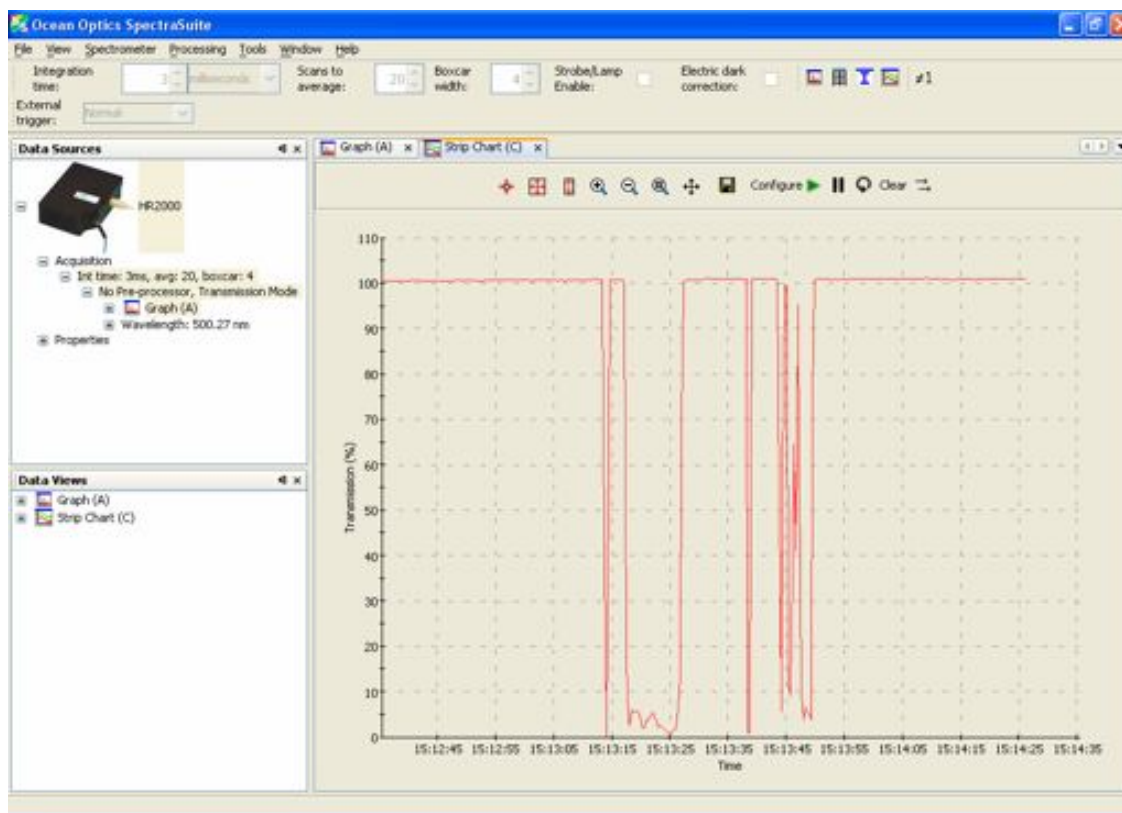 Ocean Optics SpectraSuite
File View Spectrometer Processing Tools Window Help
Integration time: 3 milliseconds Scans to average: 20 Boxcar width: 4 Strobe/Lamp Enable: Electric dark correction: ≠1
External trigger: Normal
Data Sources
HR2000
Acquisition
Int time: 3ms, avg: 20, boxcar: 4
No Pre-processor, Transmission Mode
Graph (A)
Wavelength: 500.27 nm
Properties
Data Views
Graph (A)
Strip Chart (C)
Graph (A) Strip Chart (C)
Configure Clear
110
100
90
80
70
60
50
40
30
20
10
0
Transmission (%)
15:12:45 15:12:55 15:13:05 15:13:15 15:13:25 15:13:35 15:13:45 15:13:55 15:14:05 15:14:15 15:14:25 15:14:35
Time